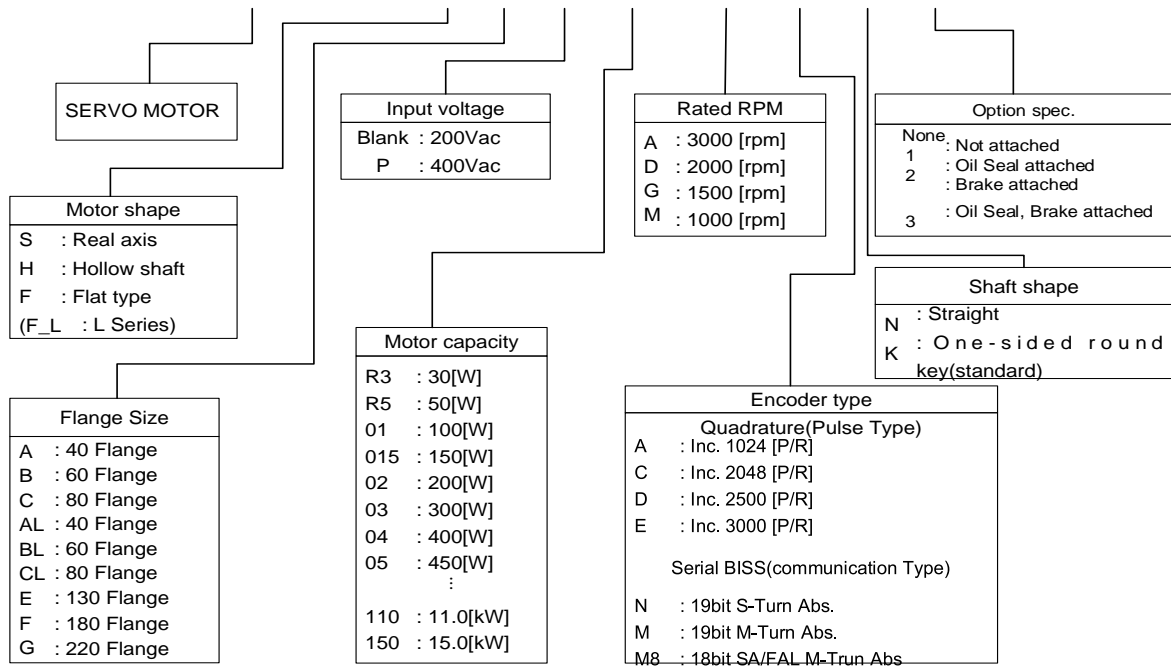 SERVO MOTOR
Motor shape
S : Real axis
H : Hollow shaft
F : Flat type
(F_L : L Series)
Flange Size
A : 40 Flange
B : 60 Flange
C : 80 Flange
AL : 40 Flange
BL : 60 Flange
CL : 80 Flange
E : 130 Flange
F : 180 Flange
G : 220 Flange
Input voltage
Blank : 200Vac
P : 400Vac
Motor capacity
R3 : 30[W]
R5 : 50[W]
01 : 100[W]
015 : 150[W]
02 : 200[W]
03 : 300[W]
04 : 400[W]
05 : 450[W]
⋮
110 : 11.0[kW]
150 : 15.0[kW]
Rated RPM
A : 3000 [rpm]
D : 2000 [rpm]
G : 1500 [rpm]
M : 1000 [rpm]
Encoder type
Quadrature(Pulse Type)
A : Inc. 1024 [P/R]
C : Inc. 2048 [P/R]
D : Inc. 2500 [P/R]
E : Inc. 3000 [P/R]
Serial BISS(communication Type)
N : 19bit S-Turn Abs.
M : 19bit M-Turn Abs.
M8 : 18bit SA/FAL M-Trun Abs
Option spec.
None : Not attached
1 : Oil Seal attached
2 : Brake attached
3 : Oil Seal, Brake attached
Shaft shape
N : Straight
K : One-sided round
key(standard)